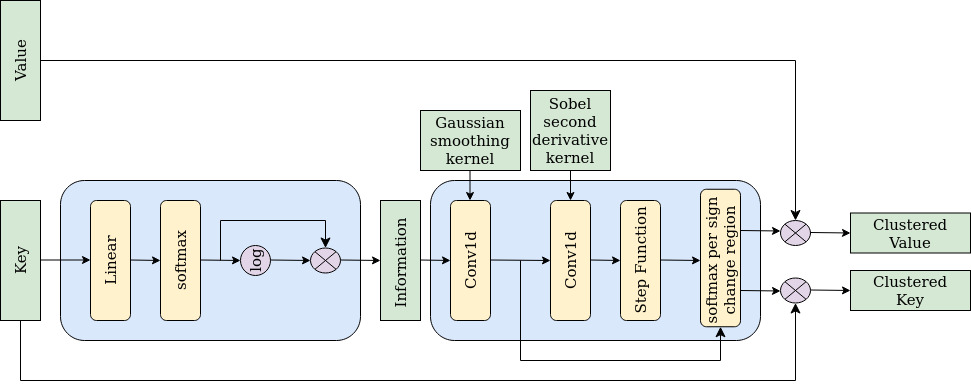 Value
Key
Linear
softmax
log
Information
Gaussian
smoothing
kernel
Sobel
second
derivative
kernel
Conv1d
Conv1d
Step Function
softmax per sign
change region
Clustered
Value
Clustered
Key